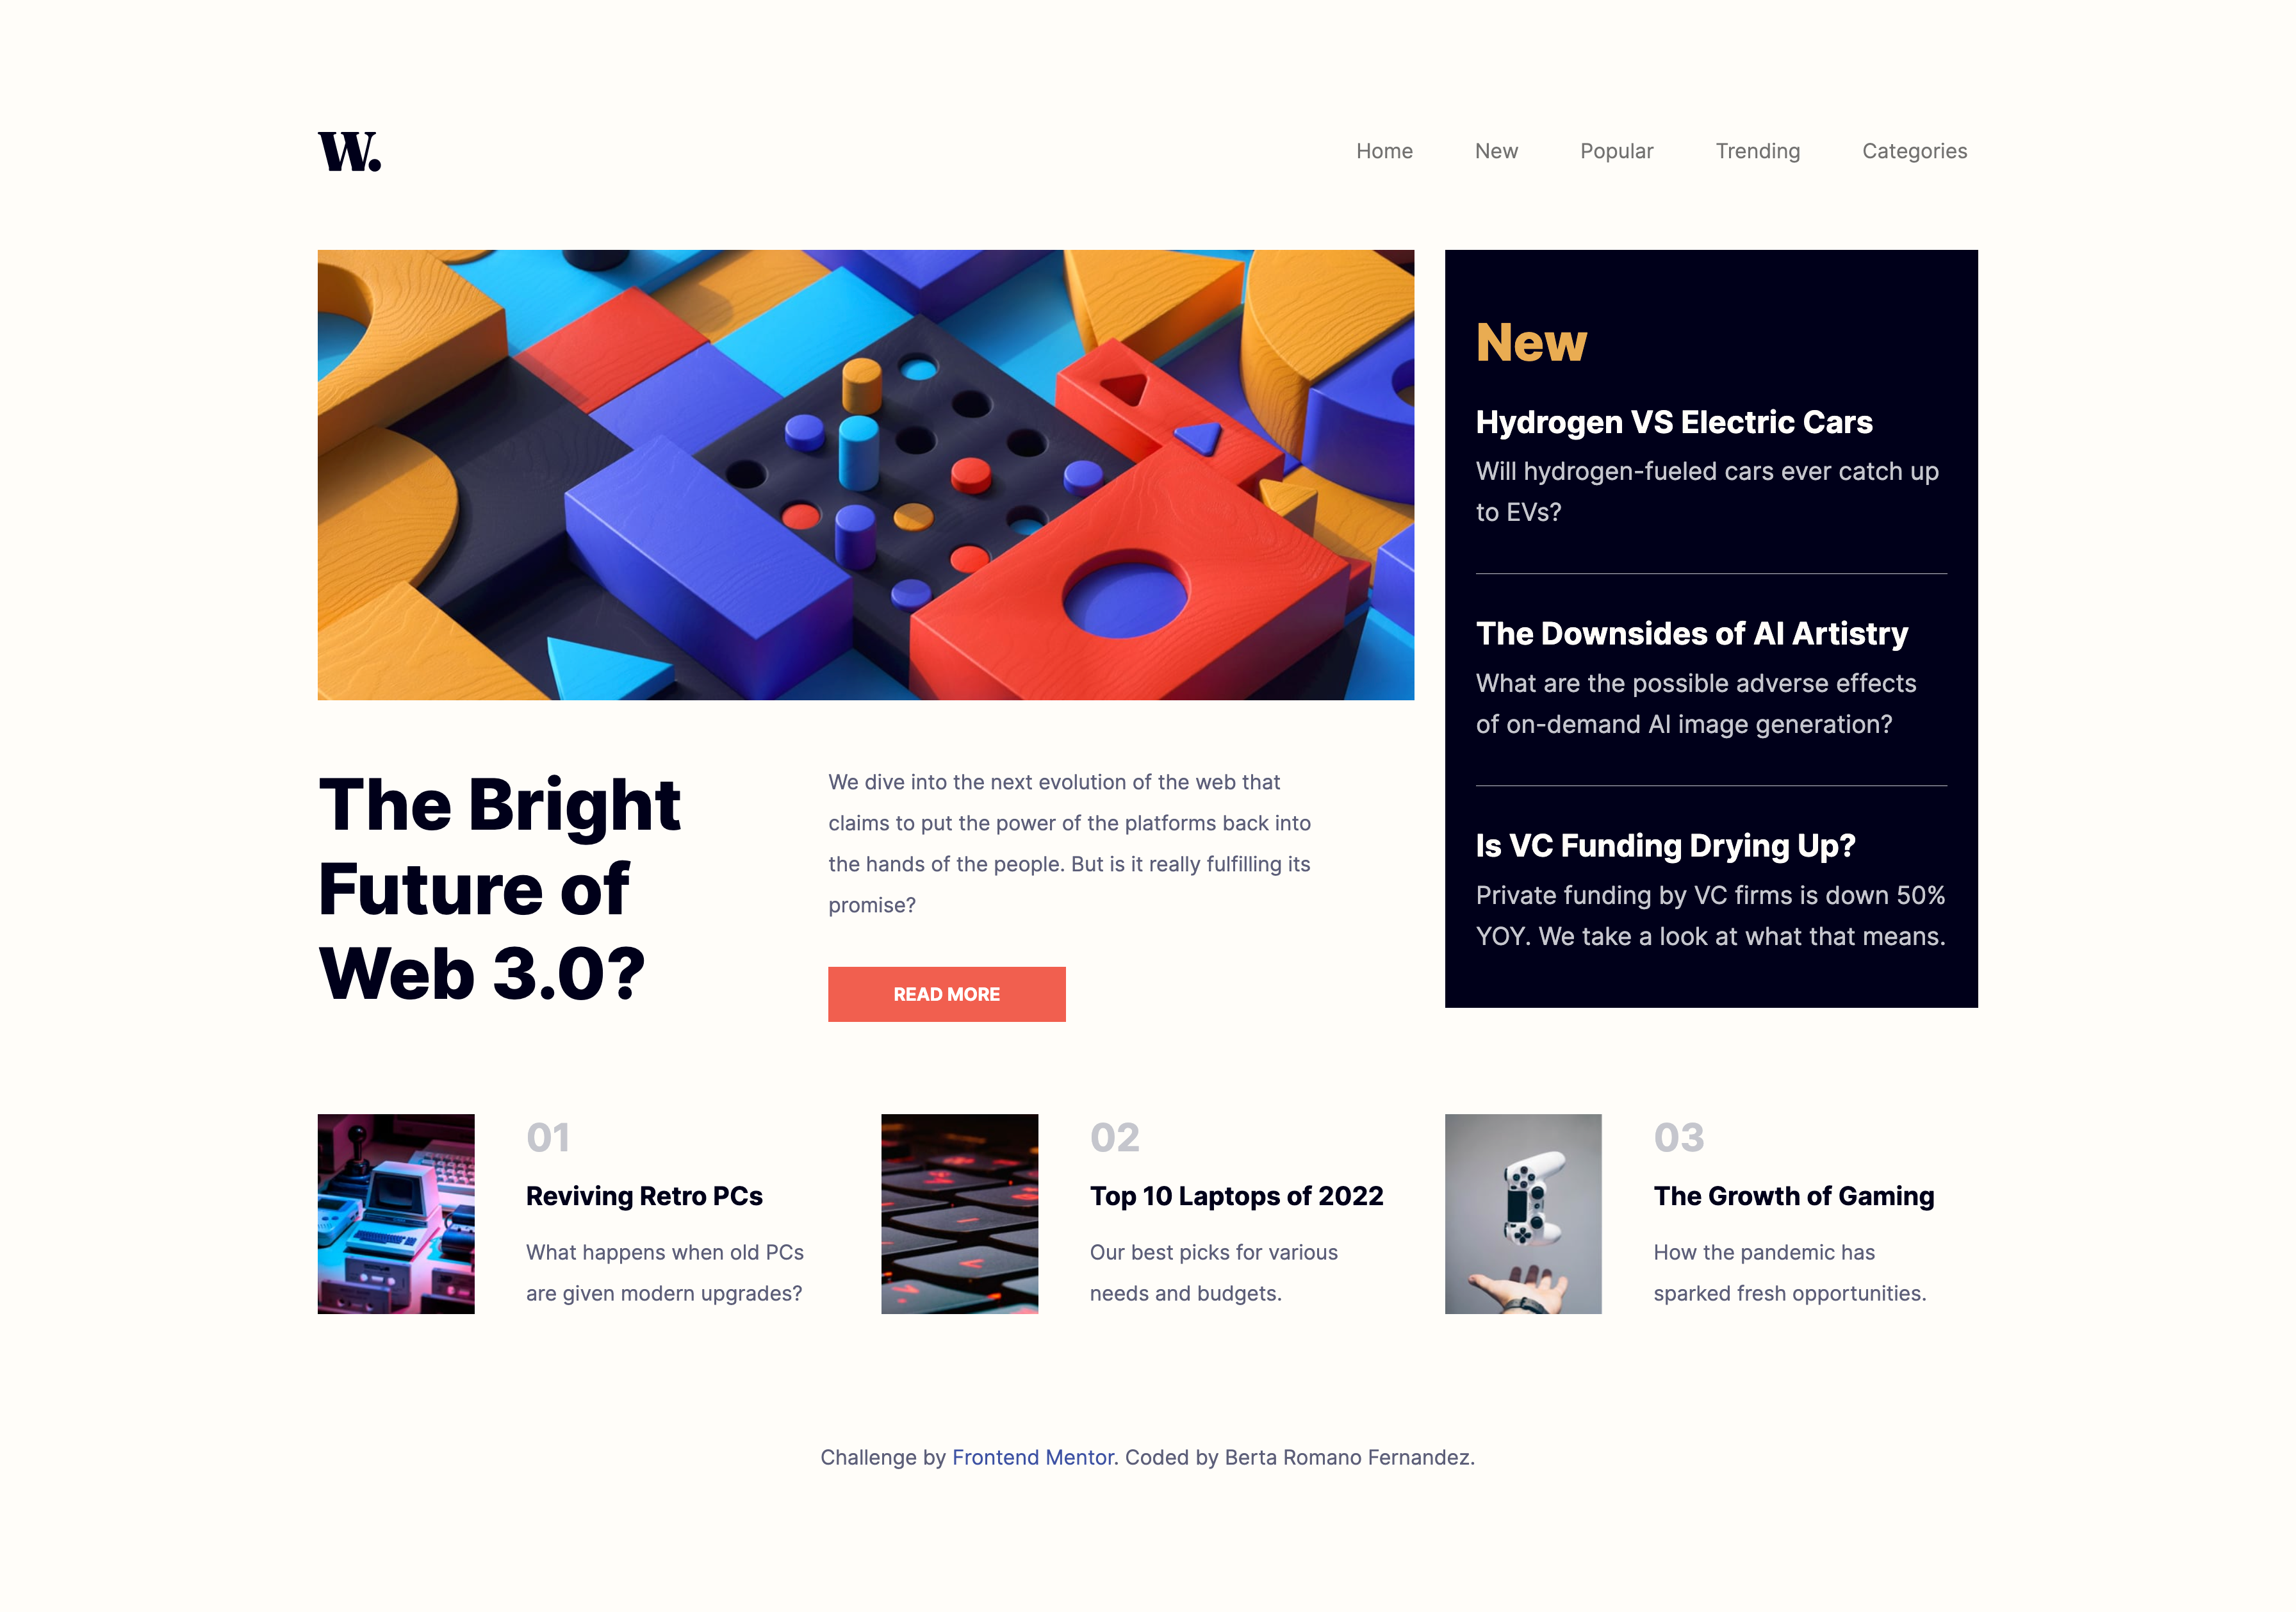 W.
Home New Popular Trending Categories
New
Hydrogen VS Electric Cars
Will hydrogen-fueled cars ever catch up
to EVs?
The Downsides of AI Artistry
What are the possible adverse effects
of on-demand AI image generation?
Is VC Funding Drying Up?
Private funding by VC firms is down 50%
YOY. We take a look at what that means.
The Bright
Future of
Web 3.0?
We dive into the next evolution of the web that
claims to put the power of the platforms back into
the hands of the people. But is it really fulfilling its
promise?
READ MORE
01
Reviving Retro PCs
What happens when old PCs
are given modern upgrades?
02
Top 10 Laptops of 2022
Our best picks for various
needs and budgets.
03
The Growth of Gaming
How the pandemic has
sparked fresh opportunities.
Challenge by Frontend Mentor. Coded by Berta Romano Fernandez.